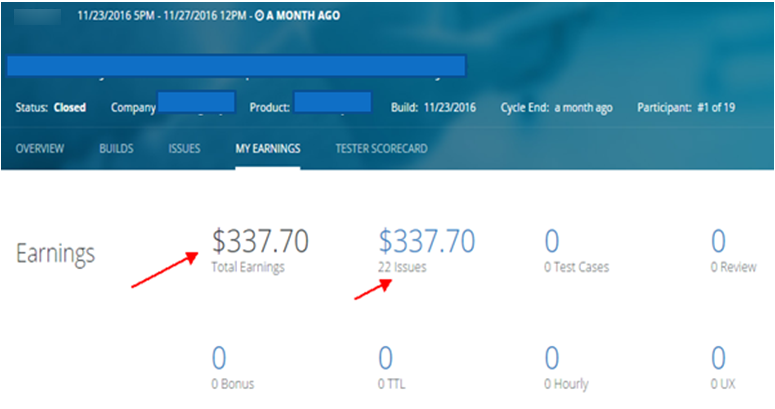 11/23/2016 5PM - 11/27/2016 12PM - A MONTH AGO
Status: Closed Company Product: Build: 11/23/2016 Cycle End: a month ago Participant: #1 of 19
OVERVIEW BUILDS ISSUES MY EARNINGS TESTER SCORECARD
Earnings
$337.70 $337.70 0 0
Total Earnings 22 Issues 0 Test Cases 0 Review
0 0 0 0
0 Bonus 0 TTL 0 Hourly 0 UX